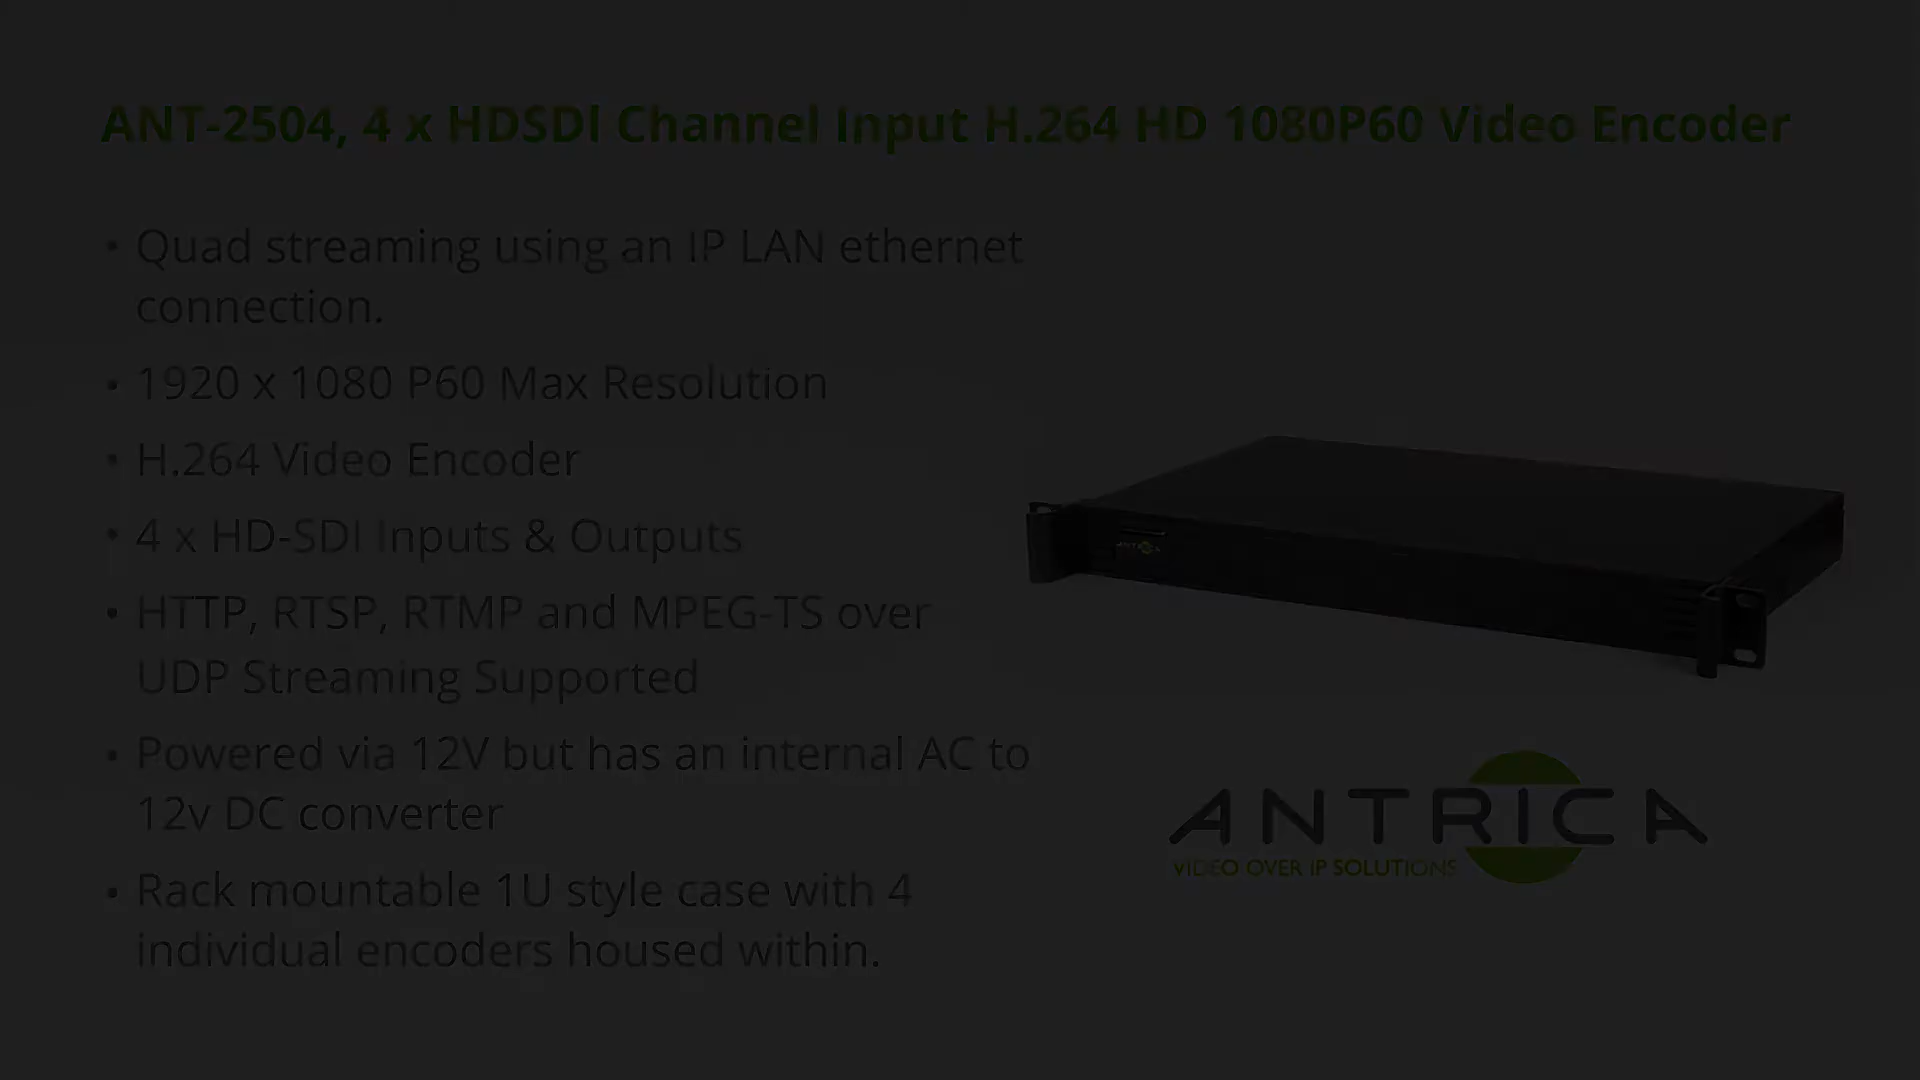 ANT-2504, 4 x HDSDI Channel Input H.264 HD 1080P60 Video Encoder
• Quad streaming using an IP LAN ethernet
connection.
• 1920 x 1080 P60 Max Resolution
• H.264 Video Encoder
• 4 x HD-SDI Inputs & Outputs
• HTTP, RTSP, RTMP and MPEG-TS over
UDP Streaming Supported
• Powered via 12V but has an internal AC to
12v DC converter
• Rack mountable 1U style case with 4
individual encoders housed within.
ANTRICA
ANTRICA
VIDEO OVER IP SOLUTIONS